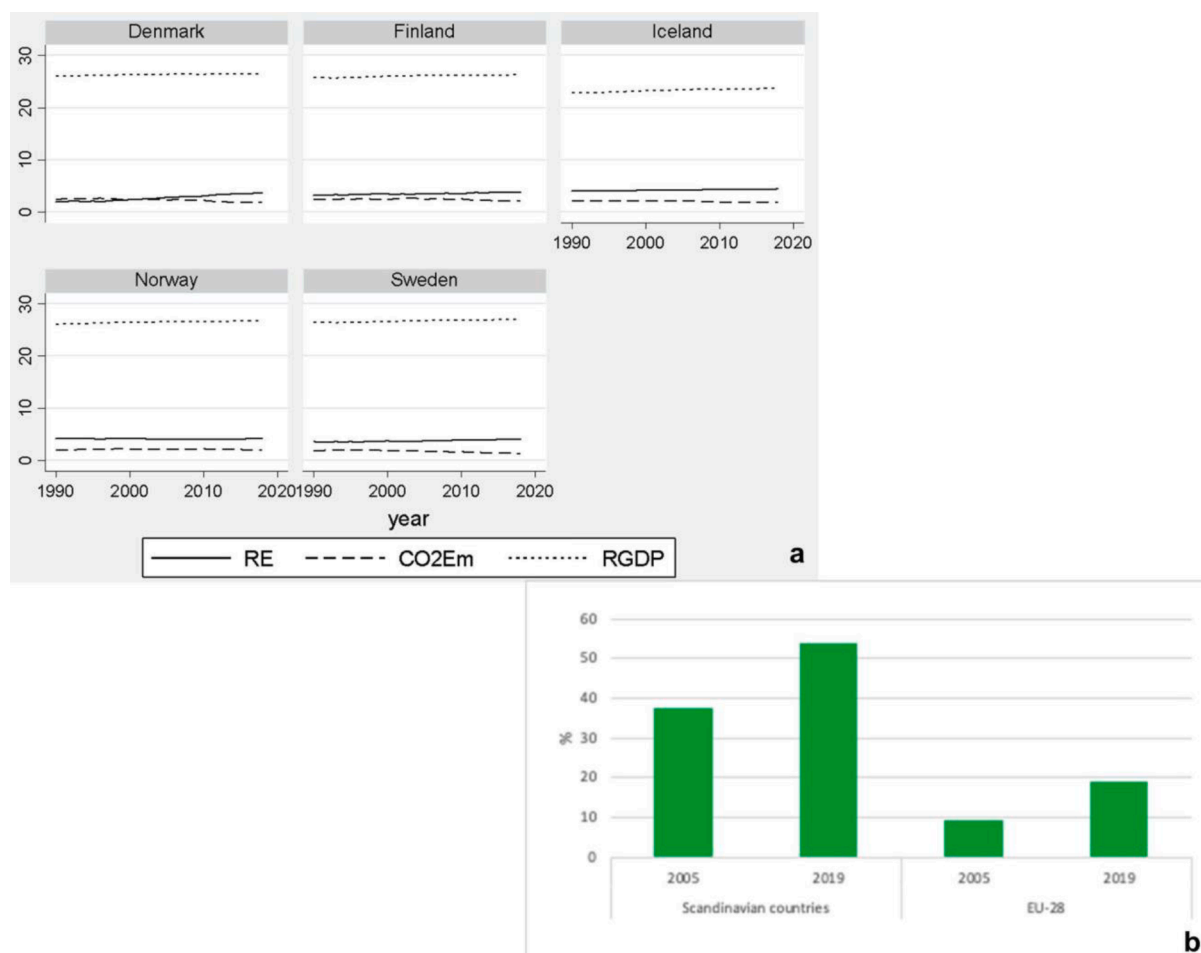 Denmark Finland Iceland
30
20
10
0
1990 2000 2010 2020
Norway Sweden
30
20
10
0
1990 2000 2010 2020 1990 2000 2010 2020
year
RE CO2Em RGDP
a
60
50
40
30
20
10
0
%
2005 2019 2005 2019
Scandinavian countries EU-28
b